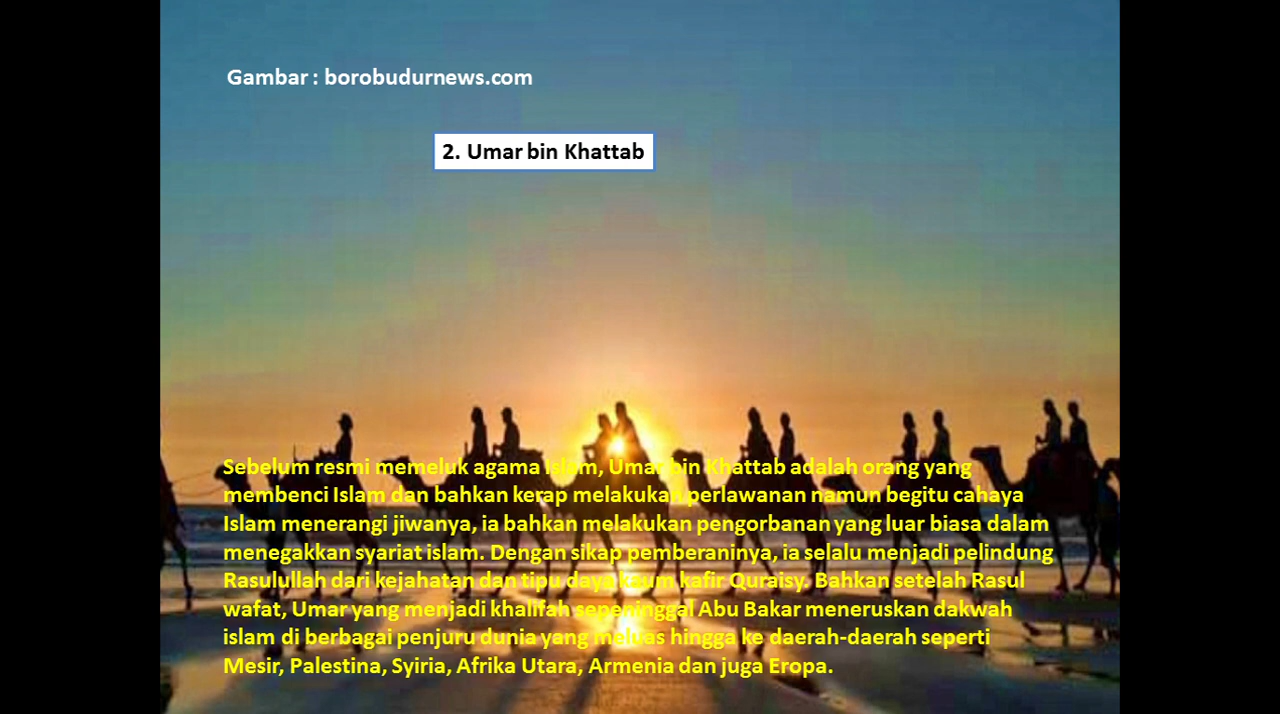 Gambar : borobudurnews.com
2. Umar bin Khattab
Sebelum resmi memeluk agama Islam, Umar bin Khattab adalah orang yang
membenci Islam dan bahkan kerap melakukan perlawanan namun begitu cahaya
Islam menerangi jiwanya, ia bahkan melakukan pengorbanan yang luar biasa dalam
menegakkan syariat islam. Dengan sikap pemberaninya, ia selalu menjadi pelindung
Rasulullah dari kejahatan dan tipu daya kaum kafir Quraisy. Bahkan setelah Rasul
wafat, Umar yang menjadi khalifah sepeninggal Abu Bakar meneruskan dakwah
islam di berbagai penjuru dunia yang meluas hingga ke daerah-daerah seperti
Mesir, Palestina, Syiria, Afrika Utara, Armenia dan juga Eropa.